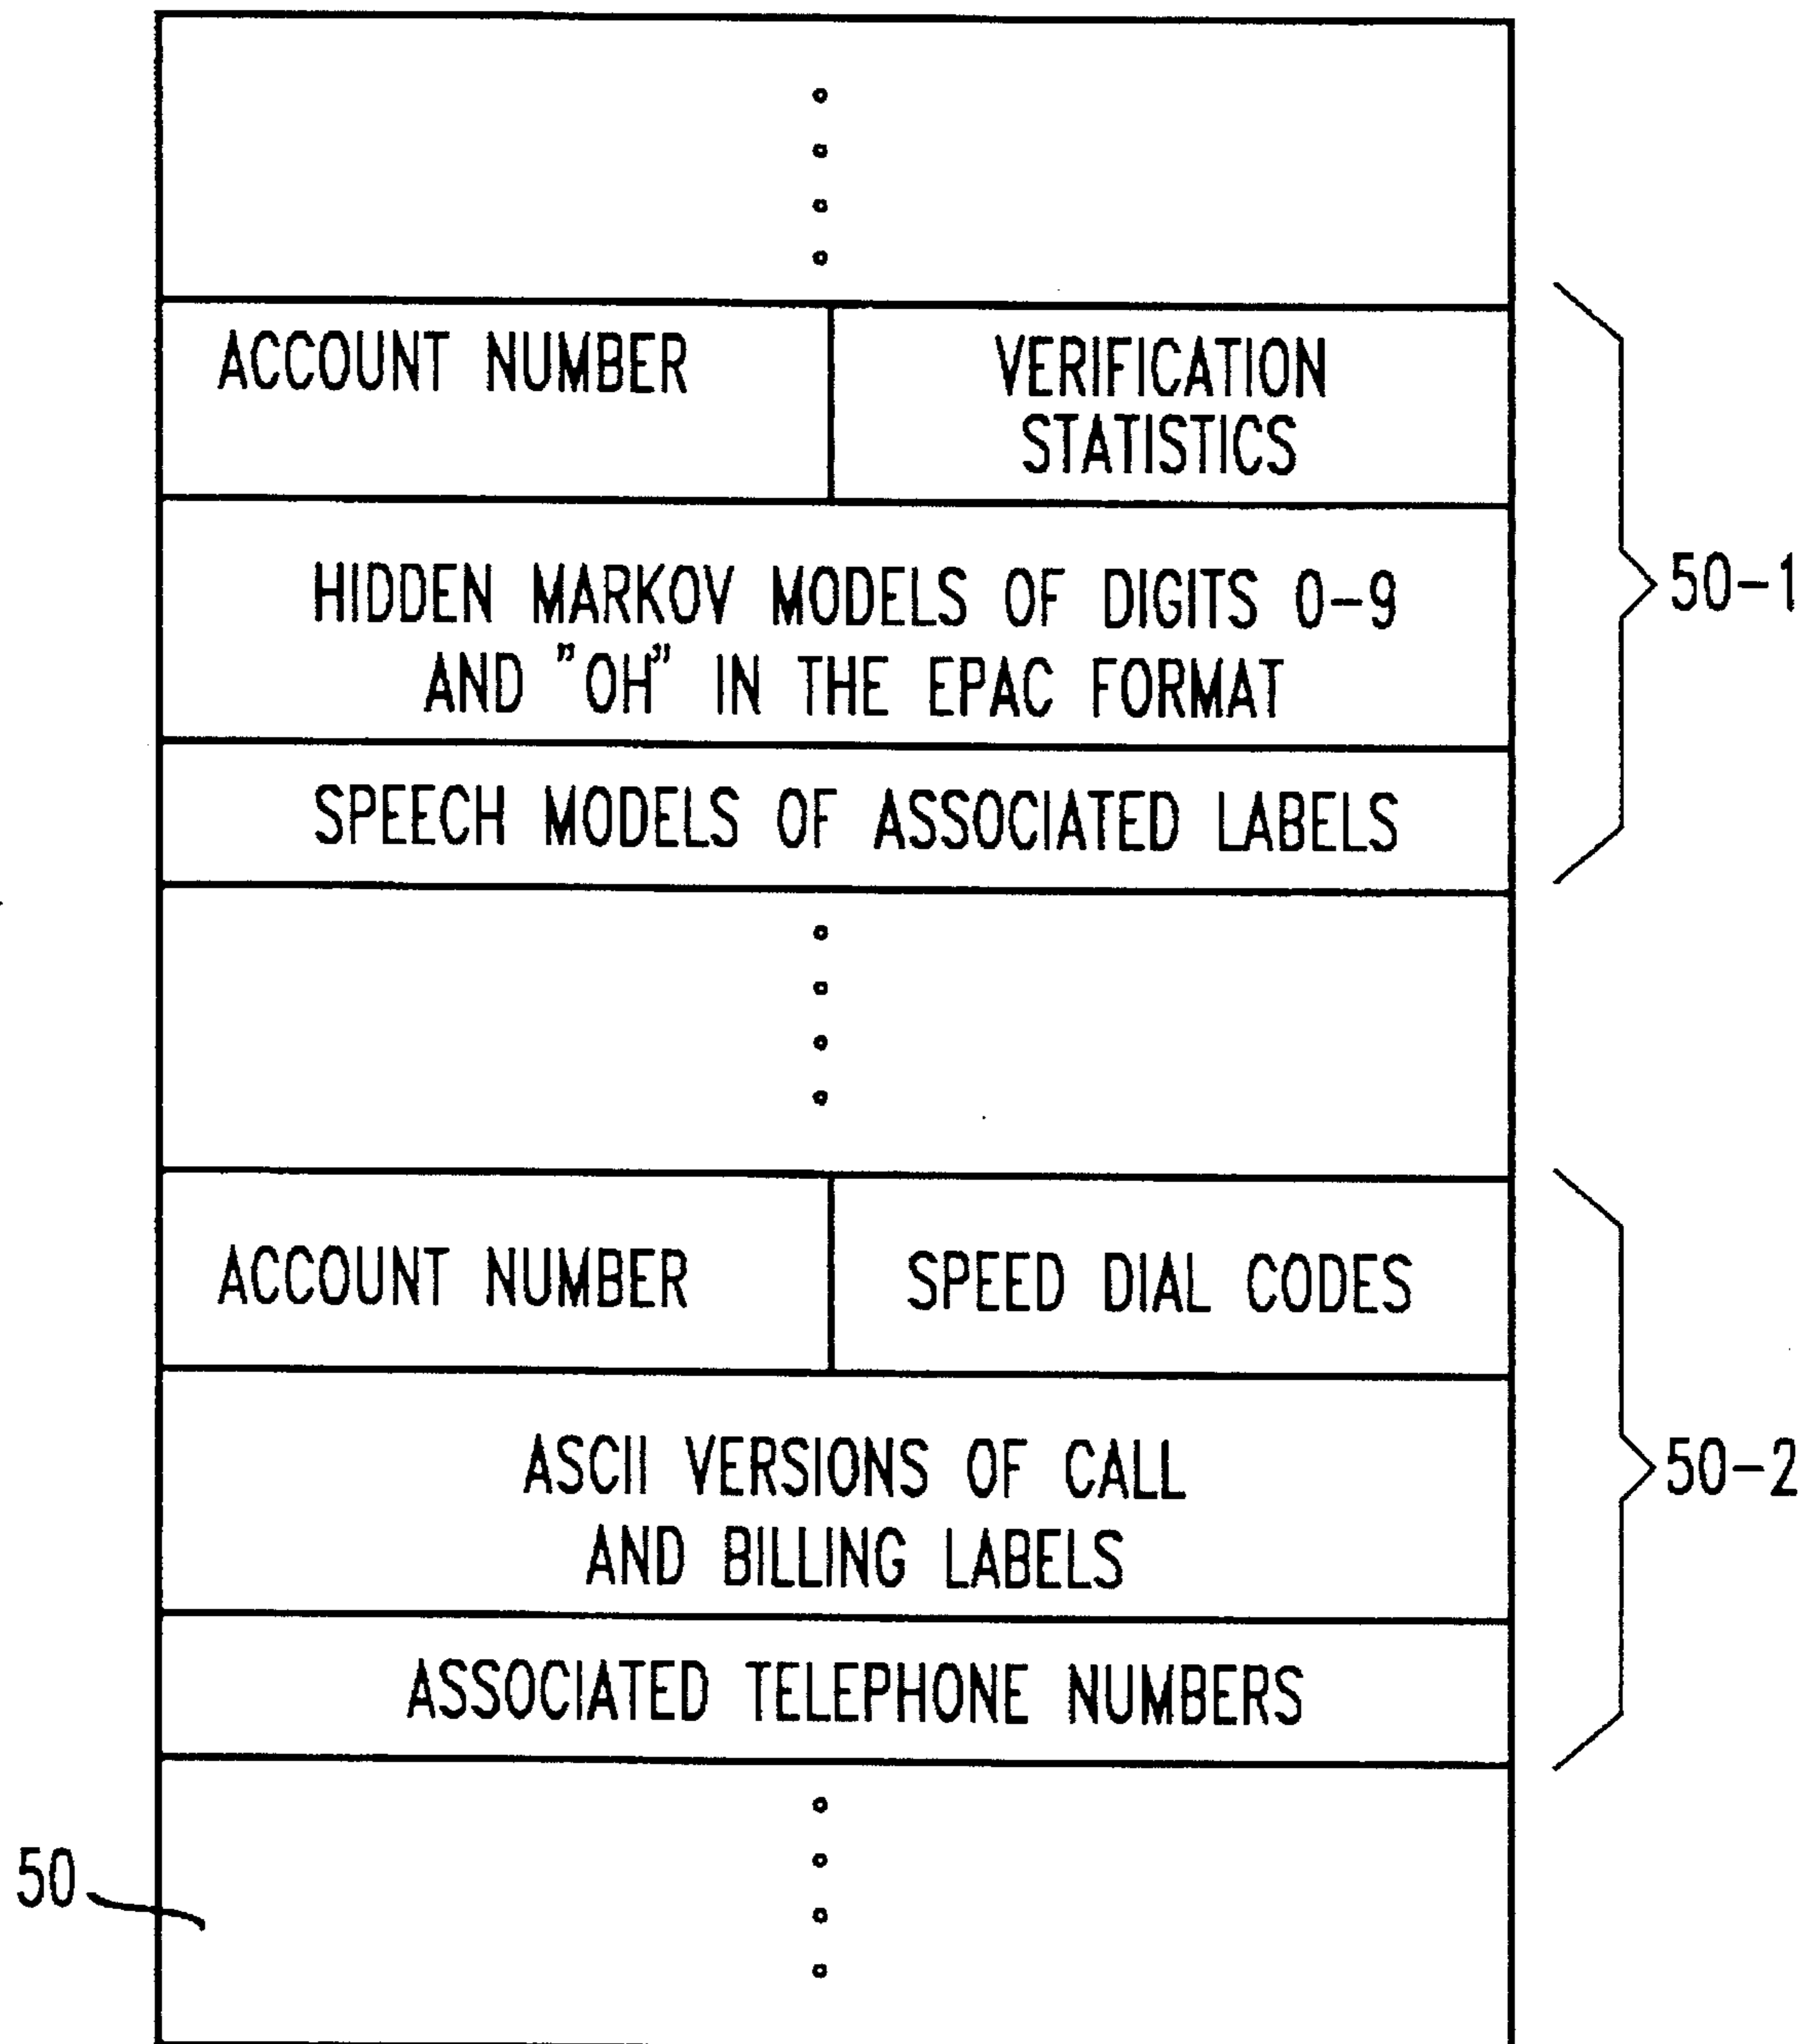 ACCOUNT NUMBER
VERIFICATION
STATISTICS
HIDDEN MARKOV MODELS OF DIGITS 0-9
AND "OH" IN THE EPAC FORMAT
SPEECH MODELS OF ASSOCIATED LABELS
50-1
ACCOUNT NUMBER
SPEED DIAL CODES
ASCII VERSIONS OF CALL
AND BILLING LABELS
ASSOCIATED TELEPHONE NUMBERS
50-2
50